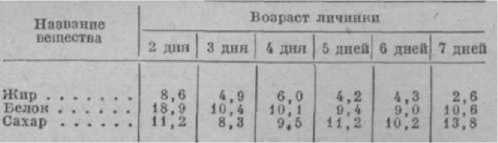 Название вещества Возраст личинки
2 дня 3 дня 4 дня 5 дней 6 дней 7 дней
Жир . . . . . . . 8,6 4,9 6,0 4,2 4,3 2,6
Белок . . . . . . 18,9 10,4 10,1 9,4 9,0 10,6
Сахар . . . . . . 11,2 8,3 9,5 11,2 10,2 13,8